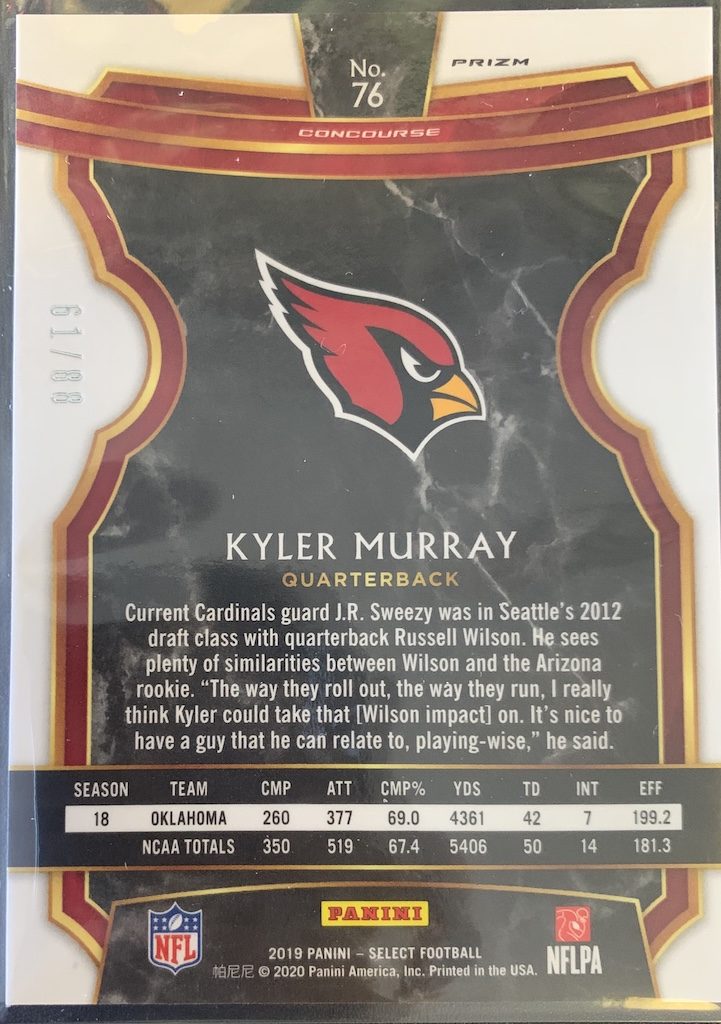 No.
76
PRIZM
CONCOURSE
61/88
KYLER MURRAY
QUARTERBACK
Current Cardinals guard J.R. Sweezy was in Seattle's 2012
draft class with quarterback Russell Wilson. He sees
plenty of similarities between Wilson and the Arizona
rookie. “The way they roll out, the way they run, I really
think Kyler could take that [Wilson impact] on. It's nice to
have a guy that he can relate to, playing-wise,” he said.
SEASON TEAM CMP ATT CMP% YDS TD INT EFF
18 OKLAHOMA 260 377 69.0 4361 42 7 199.2
NCAA TOTALS 350 519 67.4 5406 50 14 181.3
NFL
PANINI
NFLPA
2019 PANINI – SELECT FOOTBALL
帕尼尼 © 2020 Panini America, Inc. Printed in the USA.